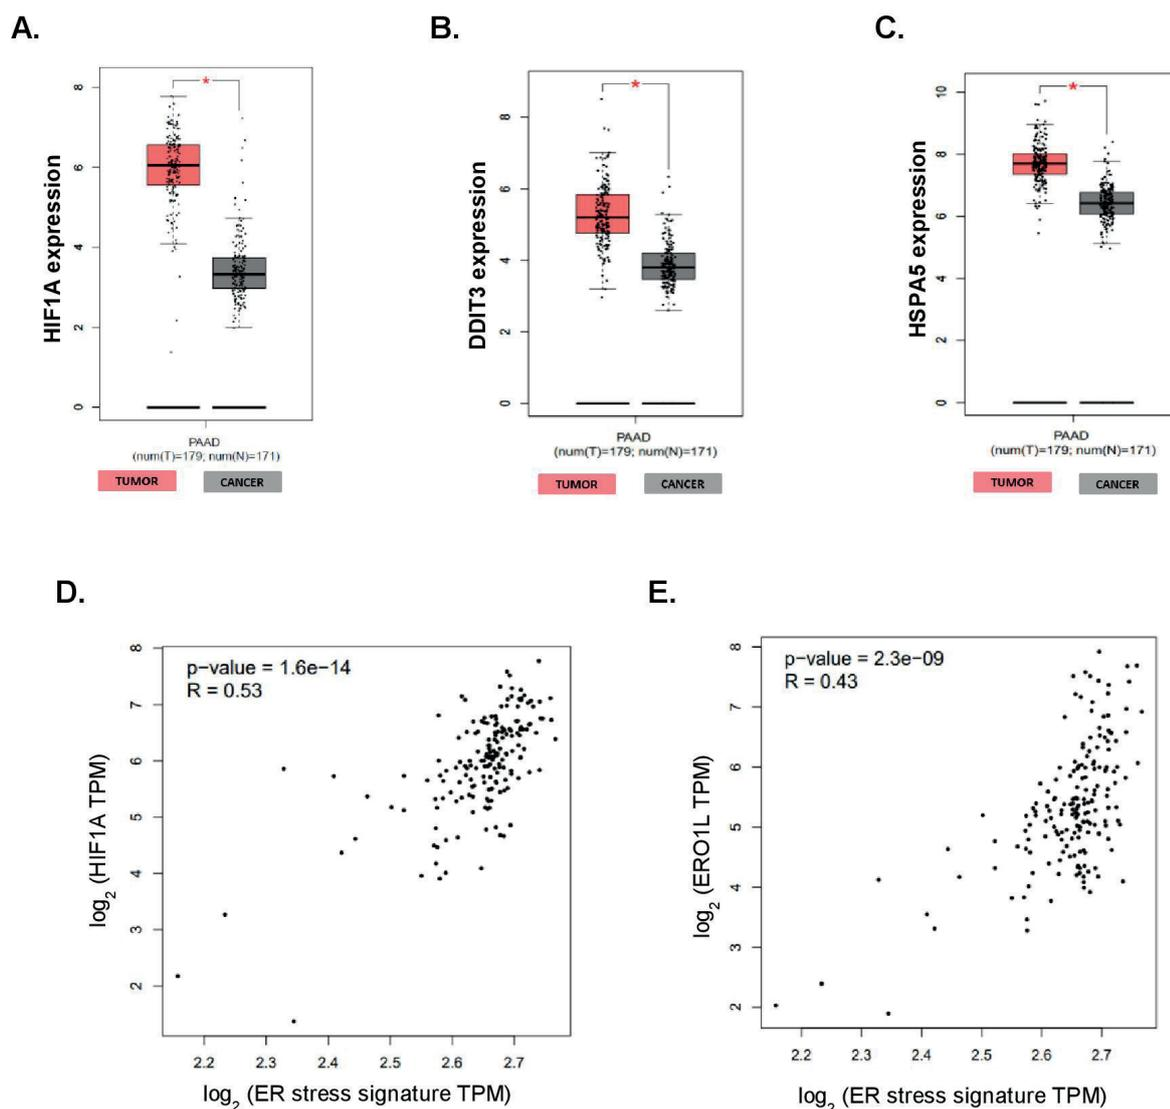 A.
HIF1A expression
8
6
4
2
0
*
PAAD
(num(T)=179; num(N)=171)
TUMOR CANCER
B.
DDIT3 expression
8
6
4
2
0
*
PAAD
(num(T)=179; num(N)=171)
TUMOR CANCER
C.
HSPA5 expression
10
8
6
4
2
0
*
PAAD
(num(T)=179; num(N)=171)
TUMOR CANCER
D.
log2 (HIF1A TPM)
8
7
6
5
4
3
2
p−value = 1.6e−14
R = 0.53
2.2 2.3 2.4 2.5 2.6 2.7
log2 (ER stress signature TPM)
E.
log2 (ERO1L TPM)
8
7
6
5
4
3
2
p−value = 2.3e−09
R = 0.43
2.2 2.3 2.4 2.5 2.6 2.7
log2 (ER stress signature TPM)